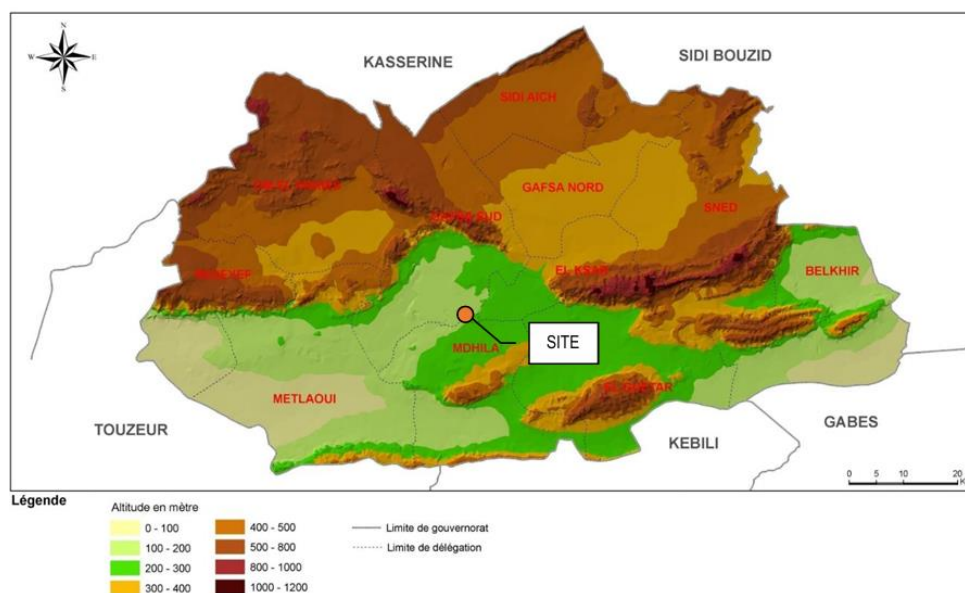 N
W E
S
KASSERINE
SIDI BOUZID
SIDI AICH
GAFSA NORD
SNED
GAFSA SUD
EL KSAR
BELKHIR
SITE
MDHILA
METLAOUI
TOUZEUR
KEBILI
GABES
0 5 10 20
Légende
Altitude en mètre
0 - 100
100 - 200
200 - 300
300 - 400
400 - 500
500 - 800
800 - 1000
1000 - 1200
Limite de gouvernorat
Limite de délégation